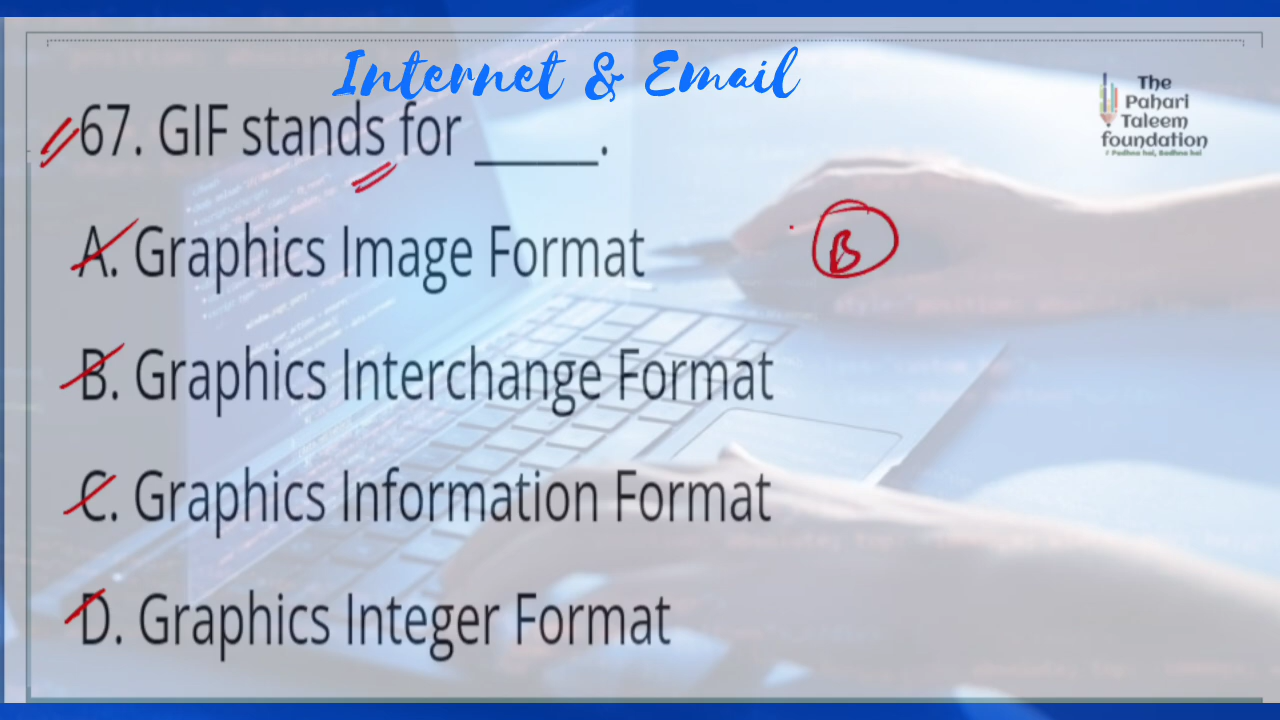 Internet & Email
The
Pahari
Taleem
foundation
67. GIF stands for _____.
A. Graphics Image Format
B
B. Graphics Interchange Format
C. Graphics Information Format
D. Graphics Integer Format